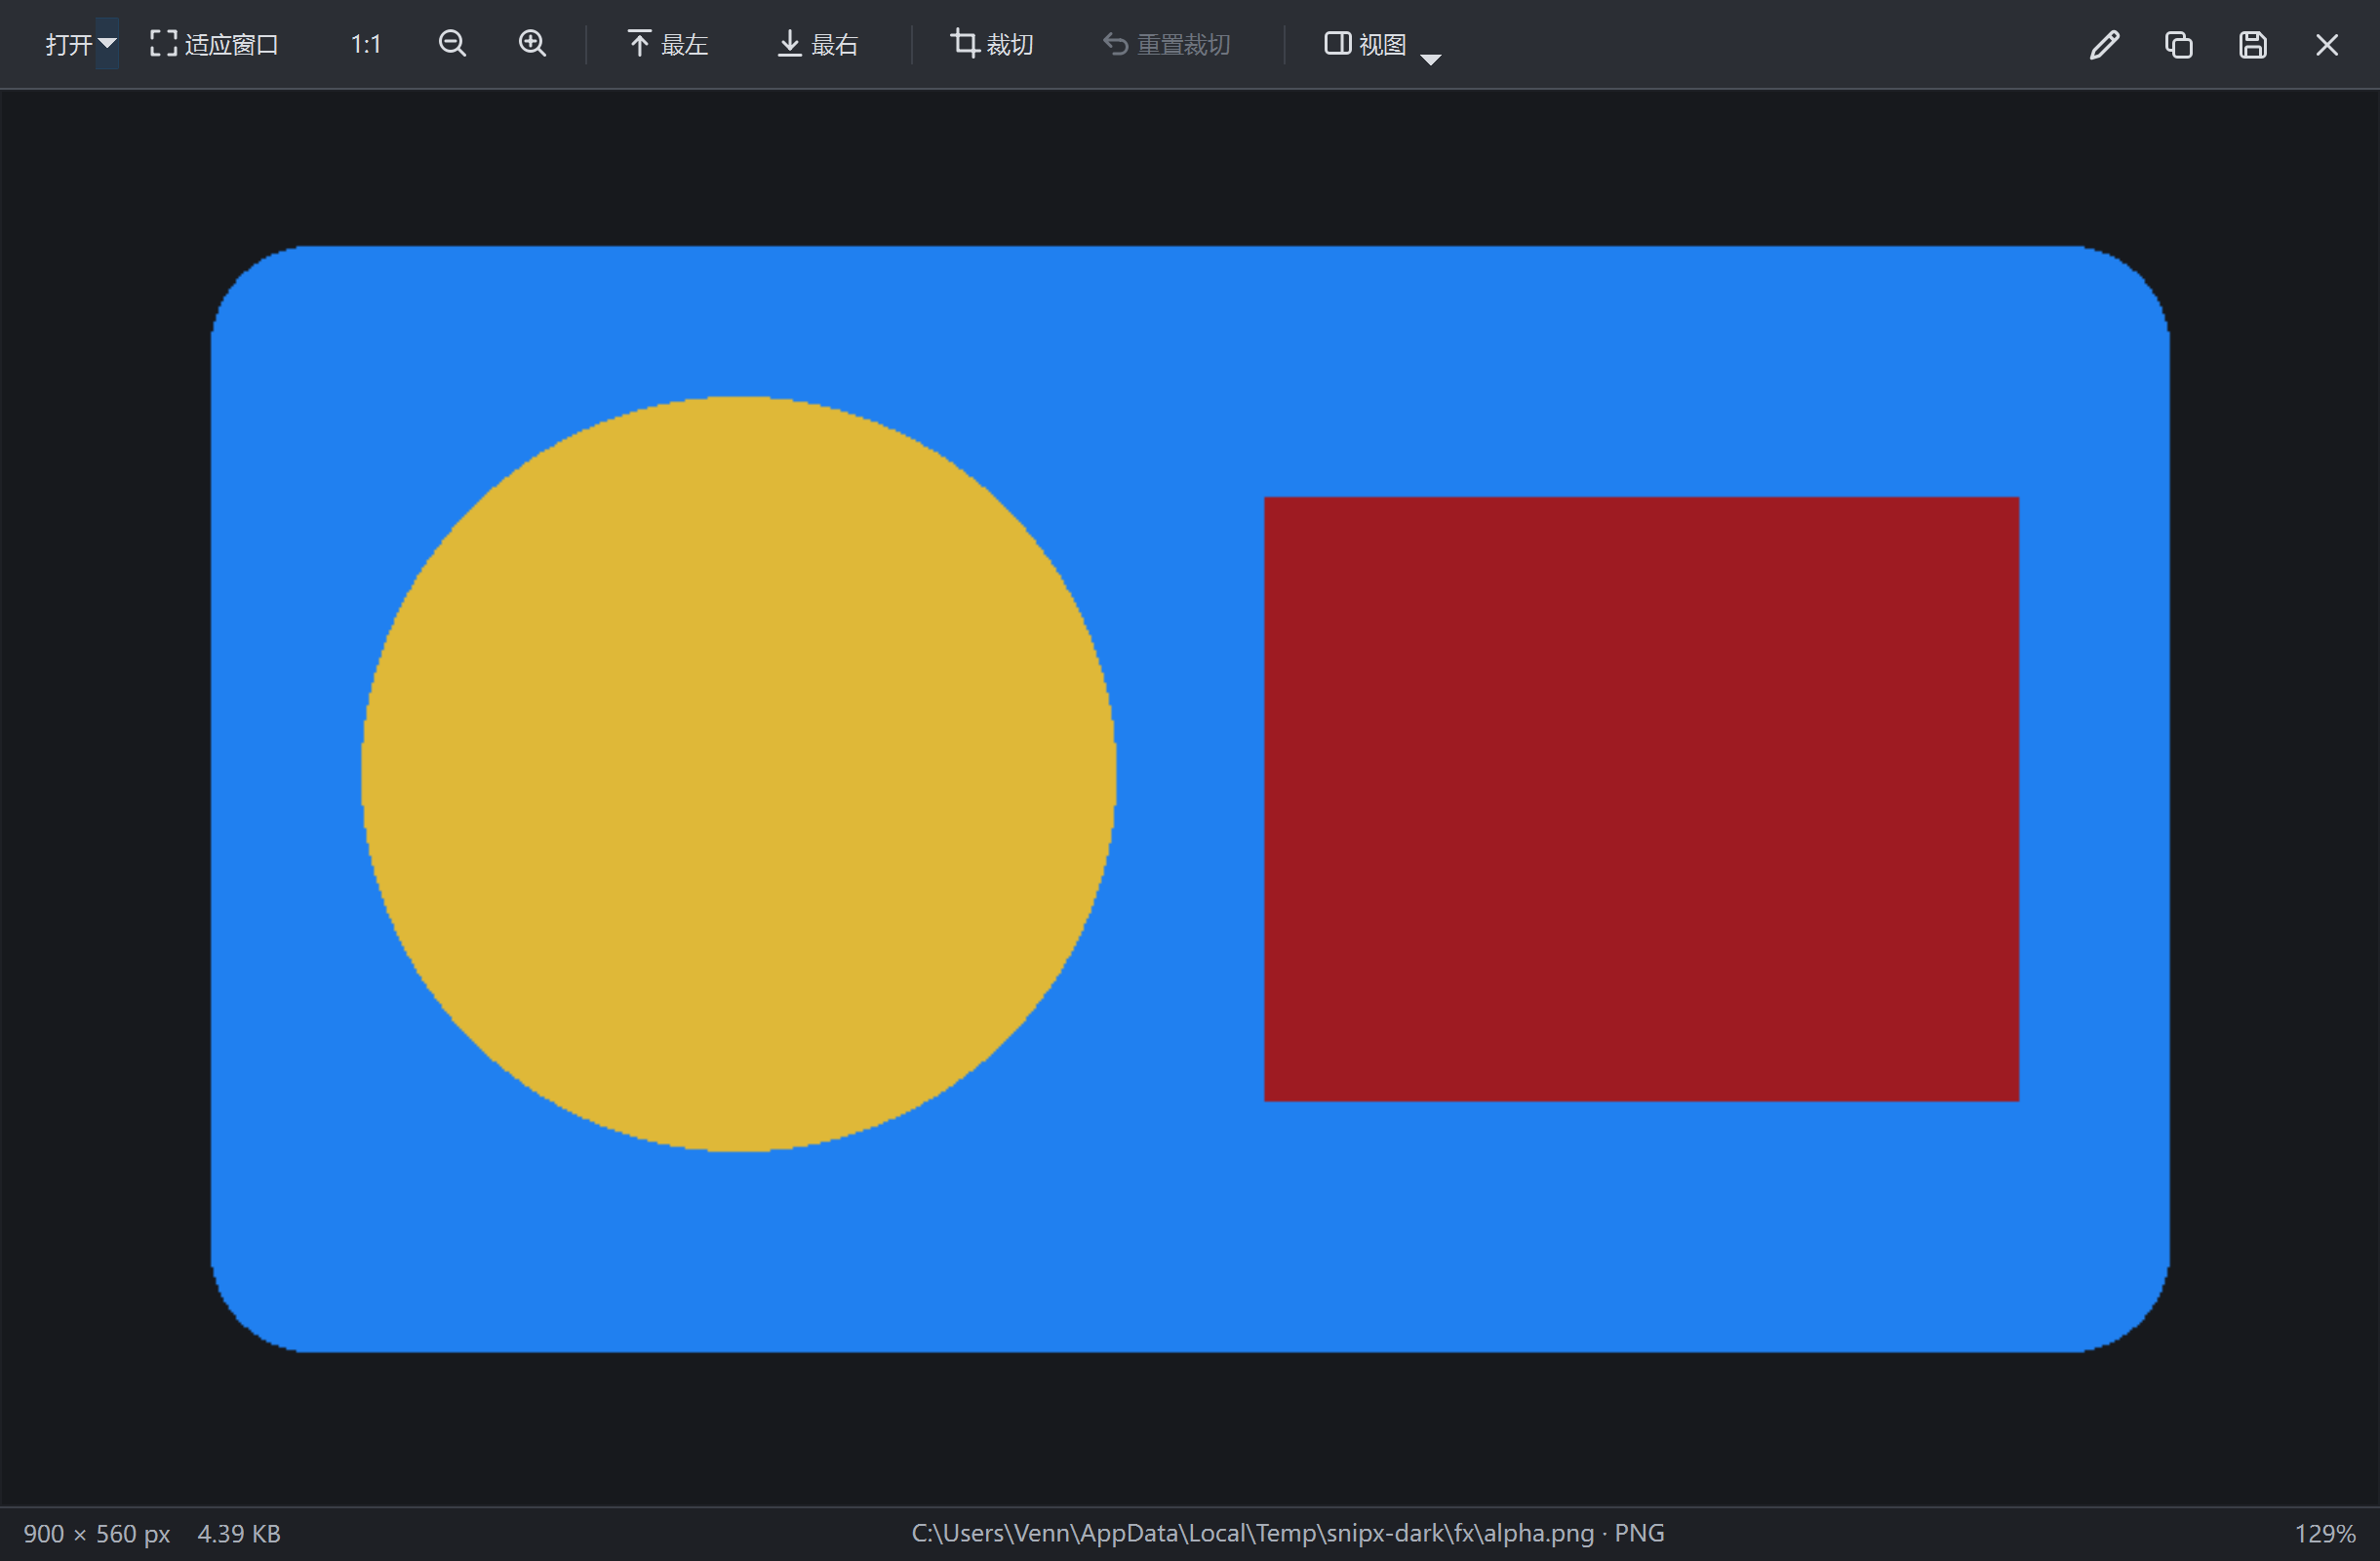 打开 适应窗口 1:1 最左 最右 裁切 重置裁切 视图
900 × 560 px 4.39 KB C:\Users\Venn\AppData\Local\Temp\snipx-dark\fx\alpha.png · PNG 129%